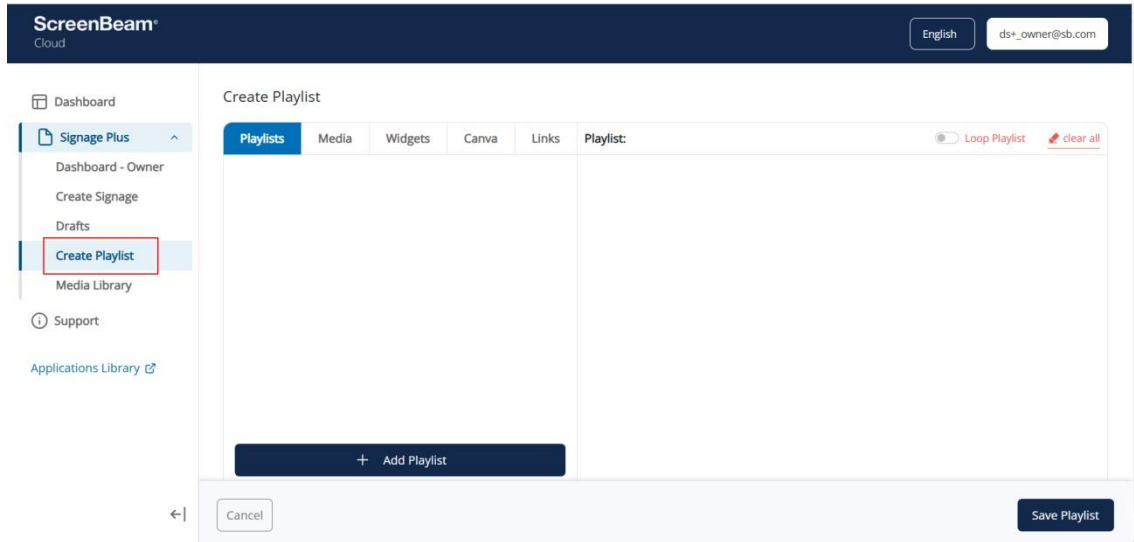 ScreenBeam®
Cloud
English
ds+_owner@sb.com
Dashboard
Signage Plus
Dashboard - Owner
Create Signage
Drafts
Create Playlist
Media Library
Support
Applications Library
Create Playlist
Playlists Media Widgets Canva Links Playlist: Loop Playlist clear all
+ Add Playlist
Cancel
Save Playlist